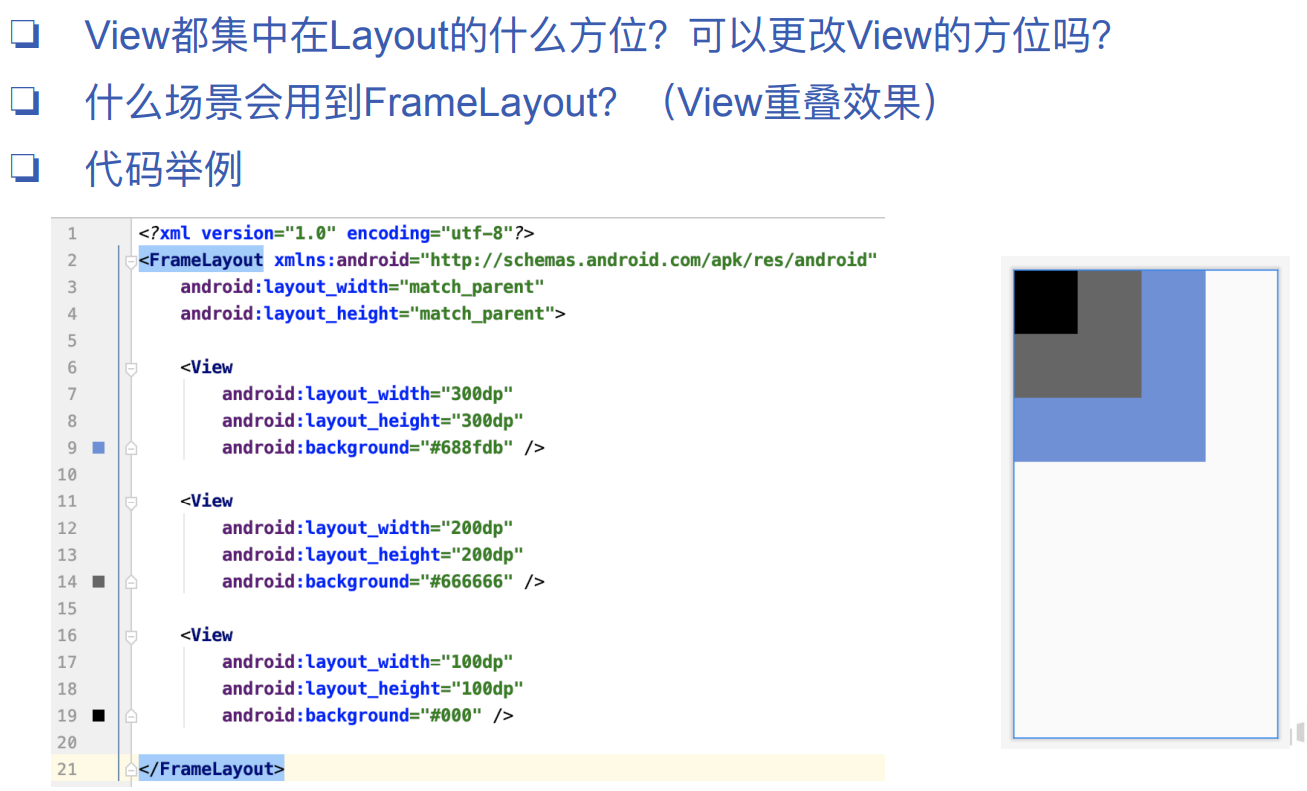 View都集中在Layout的什么方位？可以更改View的方位吗？
什么场景会用到FrameLayout？（View重叠效果）
代码举例
1 <?xml version="1.0" encoding="utf-8"?>
2 <FrameLayout xmlns:android="http://schemas.android.com/apk/res/android"
3 android:layout_width="match_parent"
4 android:layout_height="match_parent">
5
6 <View
7 android:layout_width="300dp"
8 android:layout_height="300dp"
9 android:background="#688fdb" />
10
11 <View
12 android:layout_width="200dp"
13 android:layout_height="200dp"
14 android:background="#666666" />
15
16 <View
17 android:layout_width="100dp"
18 android:layout_height="100dp"
19 android:background="#000" />
20
21 </FrameLayout>